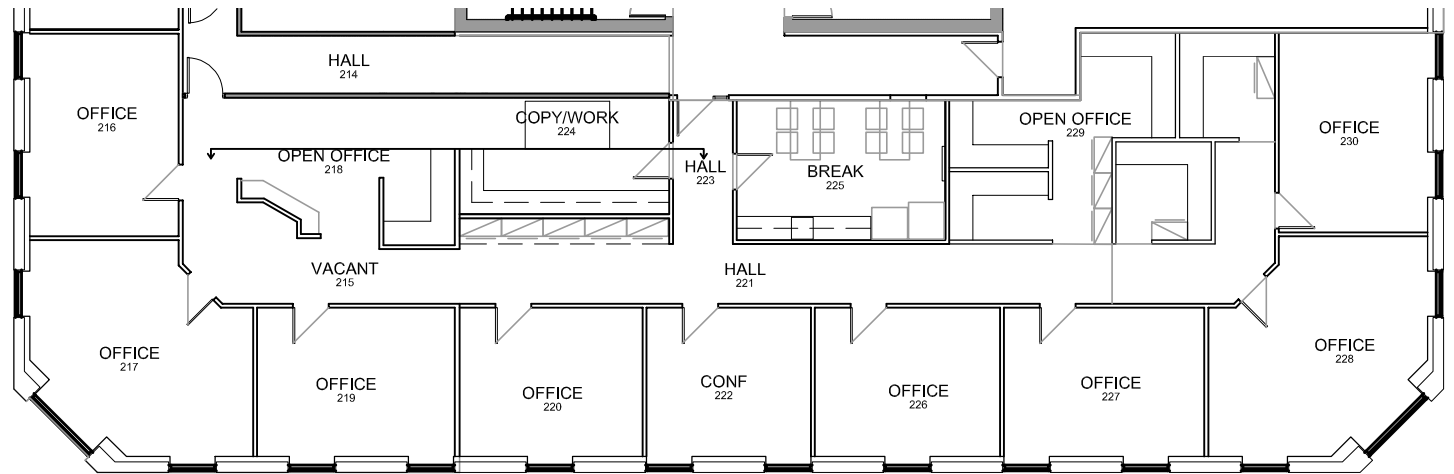 HALL
214
OFFICE
216
COPY/WORK
224
OPEN OFFICE
229
OFFICE
230
OPEN OFFICE
218
HALL
223
BREAK
225
VACANT
215
HALL
221
OFFICE
217
OFFICE
219
OFFICE
220
CONF
222
OFFICE
226
OFFICE
227
OFFICE
228